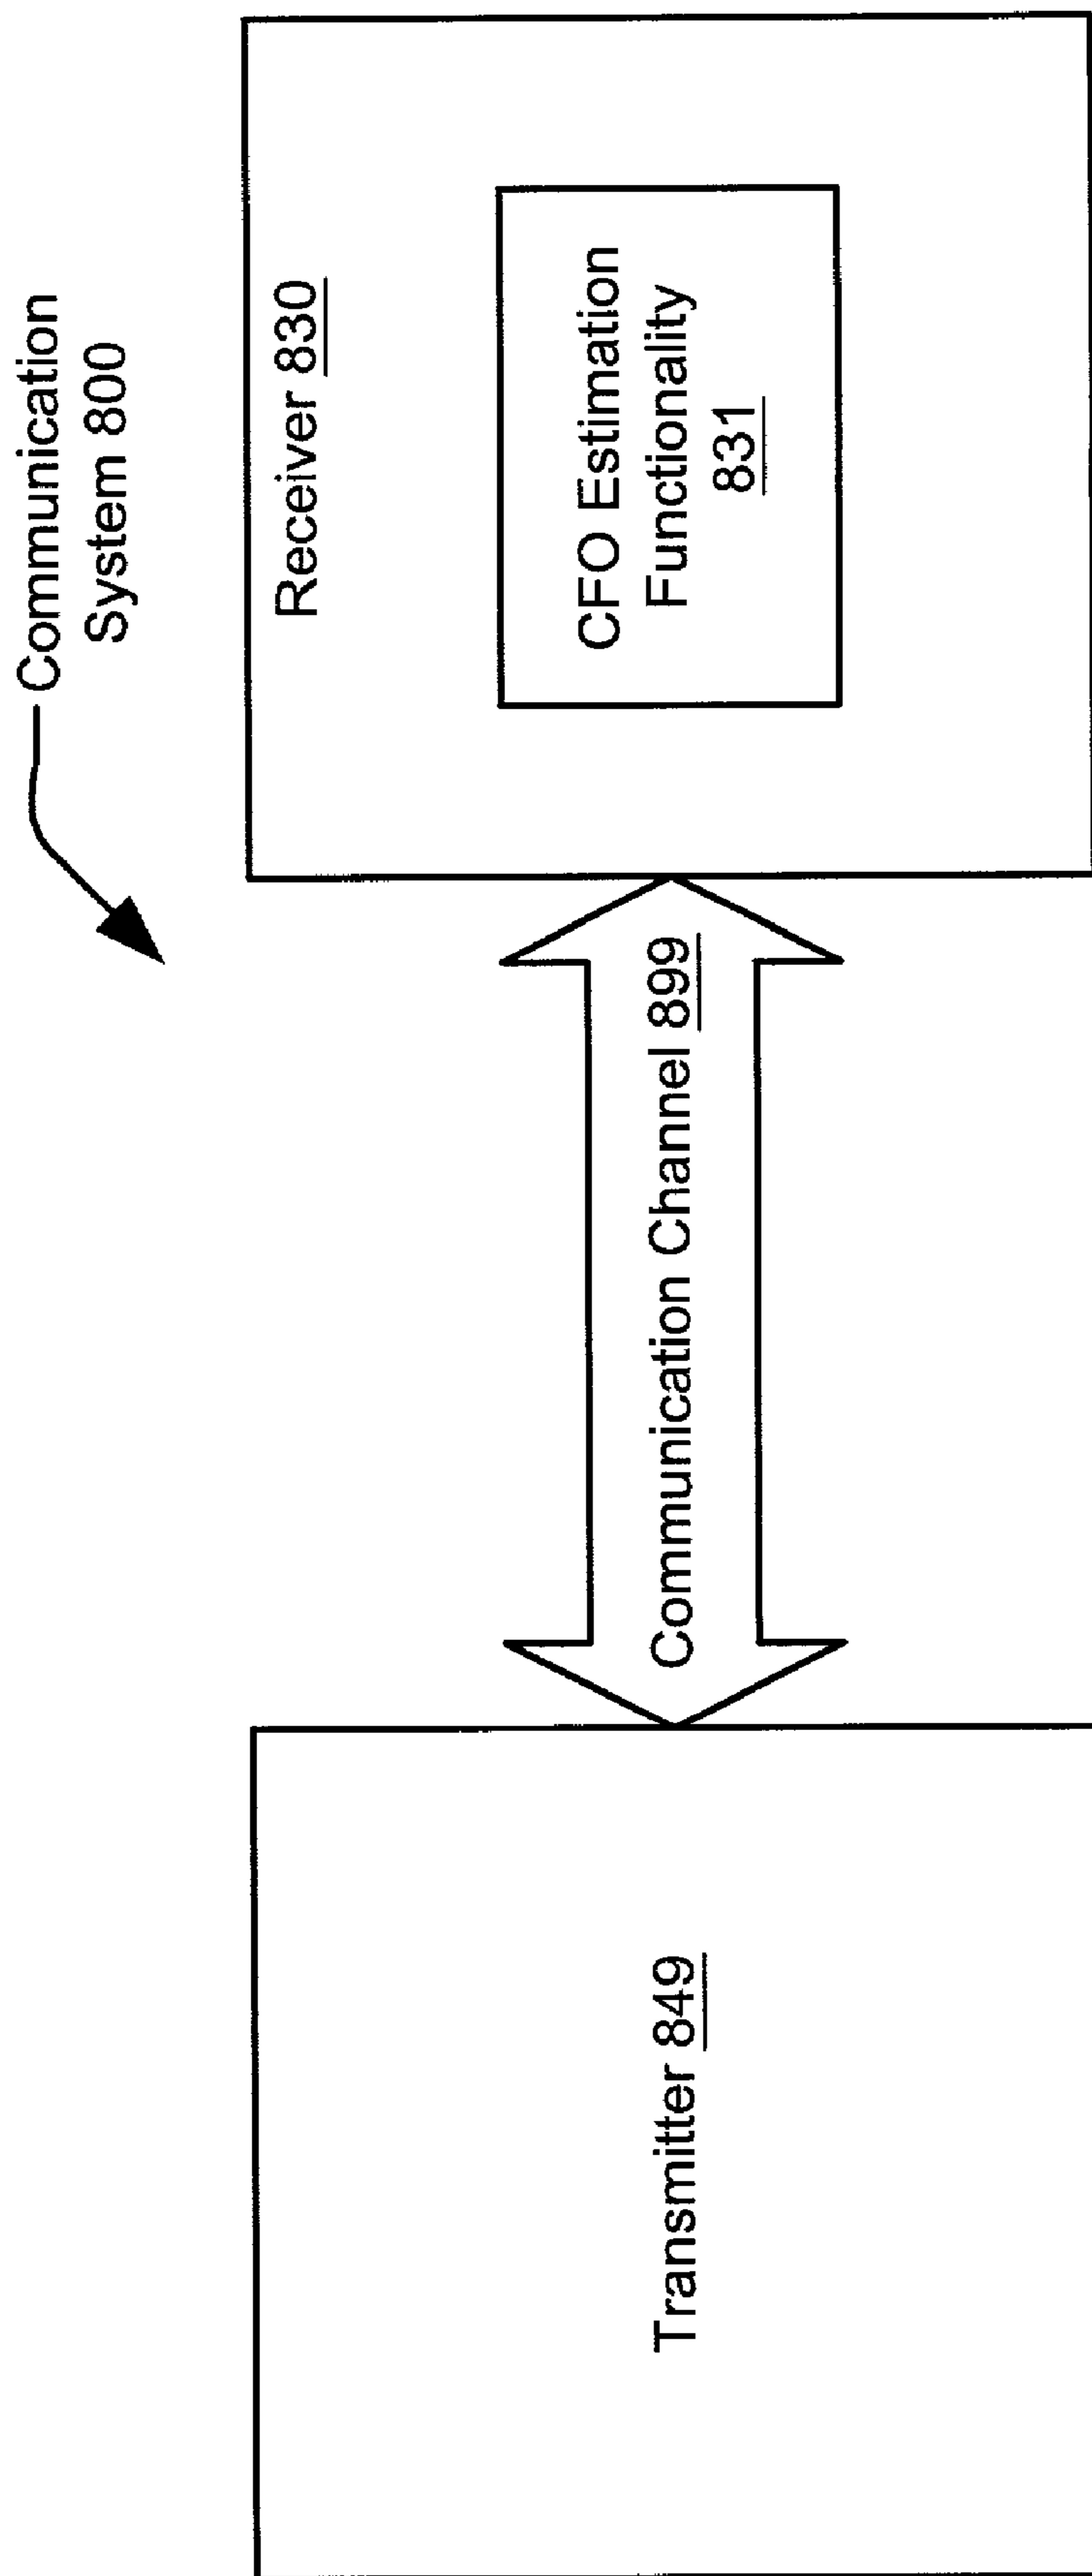 Communication
System 800
Transmitter 849
Communication Channel 899
Receiver 830
CFO Estimation
Functionality
831